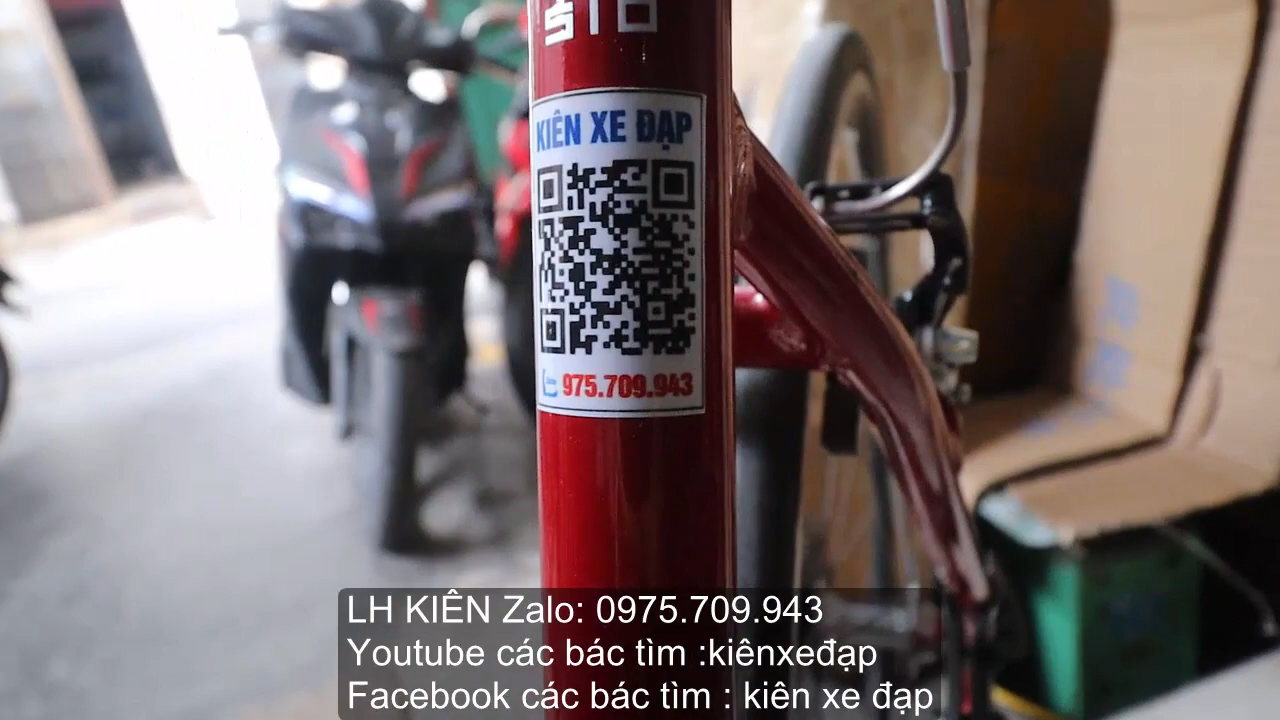 KIÊN XE ĐẠP
975.709.943
LH KIÊN Zalo: 0975.709.943
Youtube các bác tìm :kiênxeđạp
Facebook các bác tìm : kiên xe đạp